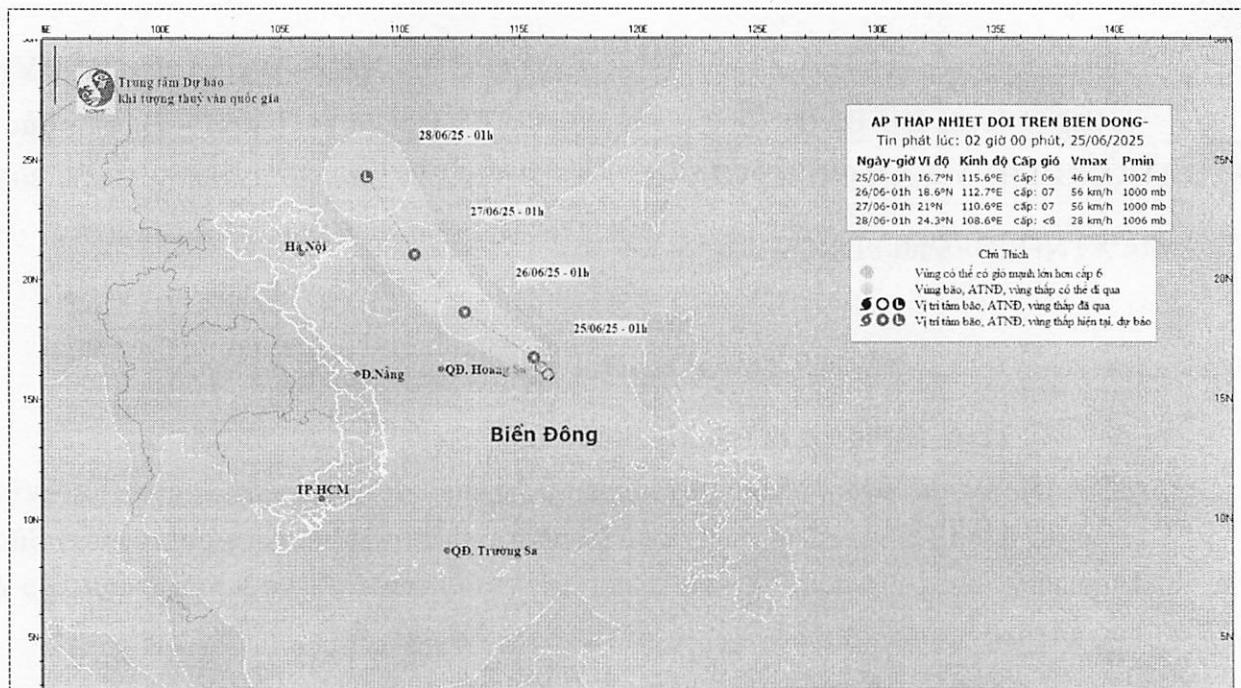 E 100E 105E 110E 115E 120E 125E 130E 135E 140E
30N 30N
Trung tâm Dự báo
khí tượng thuỷ văn quốc gia
AP THAP NHIET DOI TREN BIEN DONG-
Tin phát lúc: 02 giờ 00 phút, 25/06/2025
Ngày-giờ Vĩ độ Kinh độ Cấp gió Vmax Pmin
25/06-01h 16.7°N 115.6°E cấp: 06 46 km/h 1002 mb
26/06-01h 18.6°N 112.7°E cấp: 07 56 km/h 1000 mb
27/06-01h 21°N 110.6°E cấp: 07 56 km/h 1000 mb
28/06-01h 24.3°N 108.6°E cấp: <6 28 km/h 1006 mb
28/06/25 - 01h
25N 25N
27/06/25 - 01h
Hà Nội
Chú Thích
Vùng có thể có gió mạnh lớn hơn cấp 6
Vùng bão, ATNĐ, vùng thấp có thể đi qua
Vị trí tâm bão, ATNĐ, vùng thấp đã qua
Vị trí tâm bão, ATNĐ, vùng thấp hiện tại, dự báo
26/06/25 - 01h
20N 20N
25/06/25 - 01h
Đ.Nẵng
QĐ. Hoàng Sa
15N 15N
Biển Đông
TP.HCM
10N 10N
QĐ. Trường Sa
5N 5N